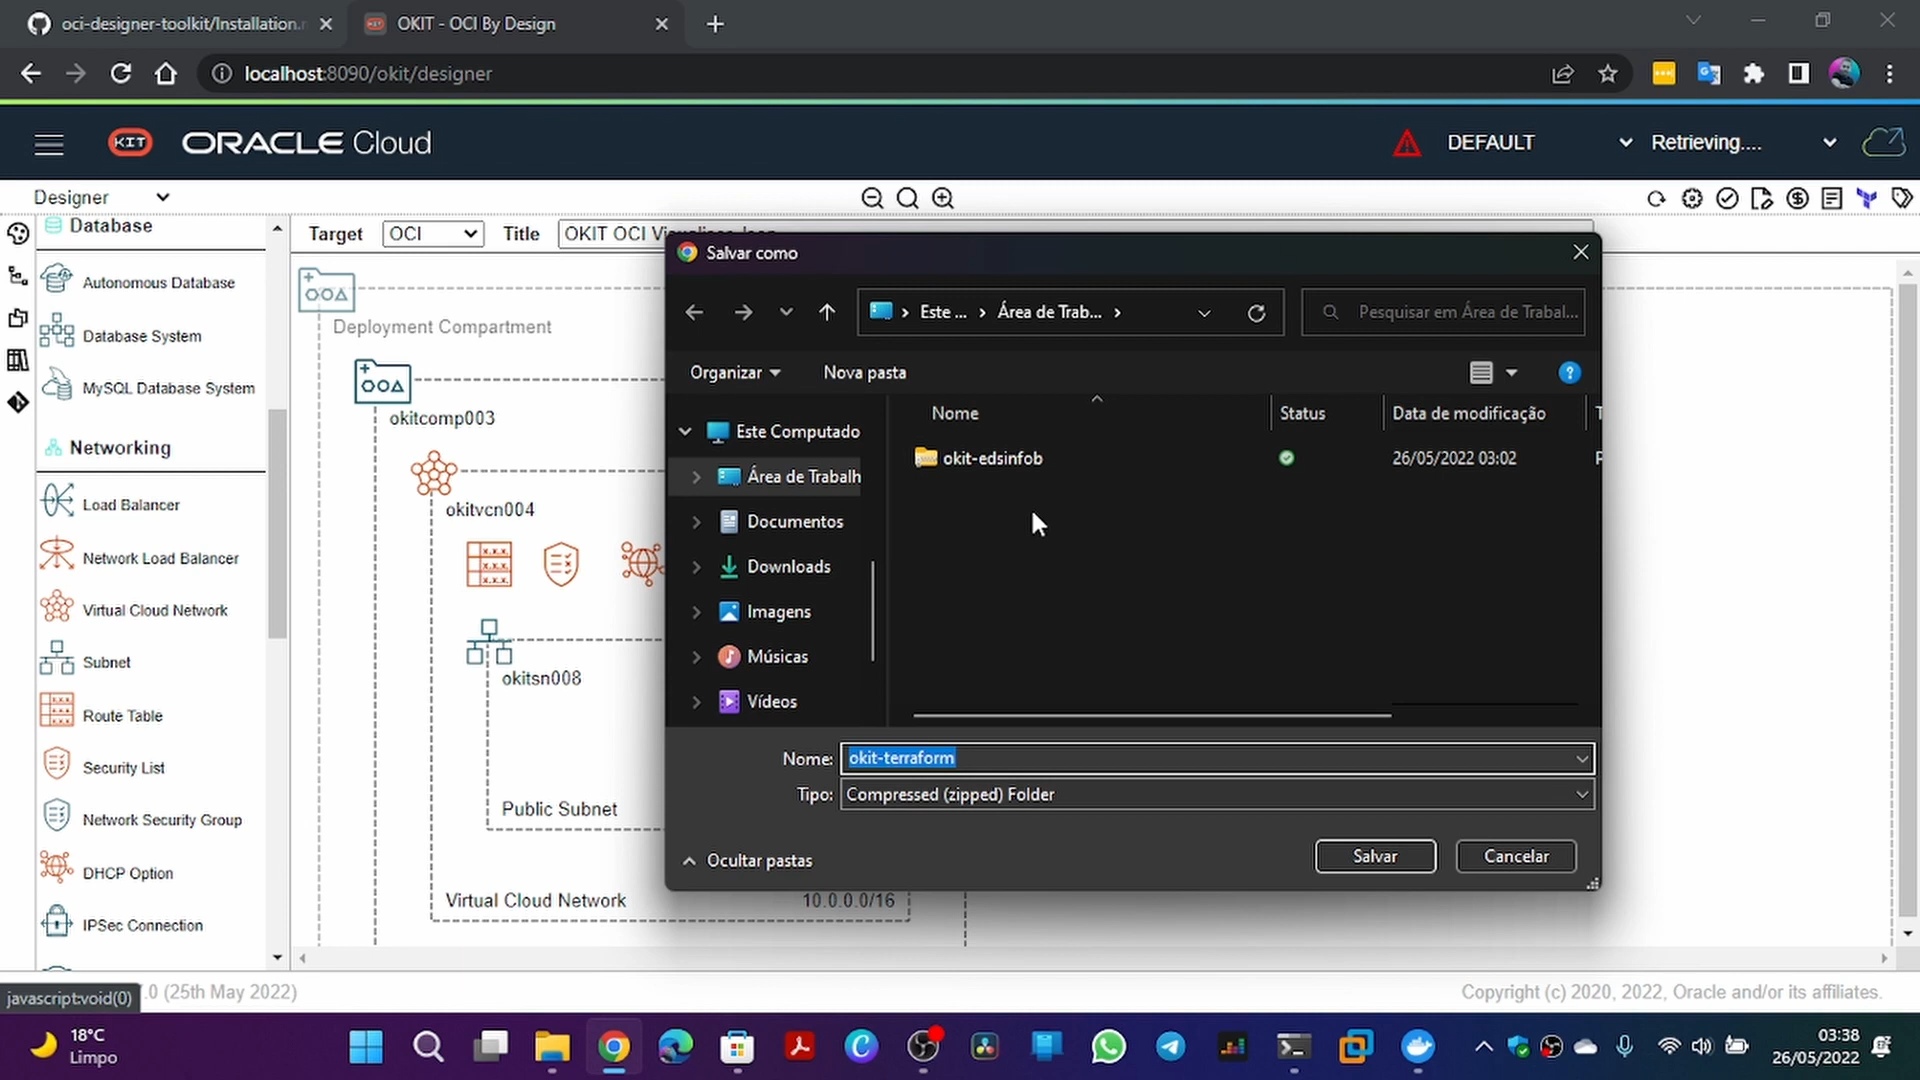 oci-designer-toolkit/Installation.r
OKIT - OCI By Design
localhost:8090/okit/designer
KIT
ORACLE Cloud
DEFAULT
Retrieving....
Designer
Target
OCI
Title
OKIT OCI
Database
Autonomous Database
Database System
MySQL Database System
Networking
Load Balancer
Network Load Balancer
Virtual Cloud Network
Subnet
Route Table
Security List
Network Security Group
DHCP Option
IPSec Connection
Deployment Compartment
okitcomp003
okitvcn004
okitsn008
Public Subnet
Virtual Cloud Network
10.0.0.0/16
Salvar como
Este ...
Área de Trab...
Pesquisar em Área de Trabal...
Organizar
Nova pasta
Nome
Status
Data de modificação
T
Este Computado
Área de Trabalh
Documentos
Downloads
Imagens
Músicas
Vídeos
okit-edsinfob
26/05/2022 03:02
P
Nome:
okit-terraform
Tipo:
Compressed (zipped) Folder
Ocultar pastas
Salvar
Cancelar
javascript:void(0)
.0 (25th May 2022)
Copyright (c) 2020, 2022, Oracle and/or its affiliates.
18°C
Limpo
03:38
26/05/2022